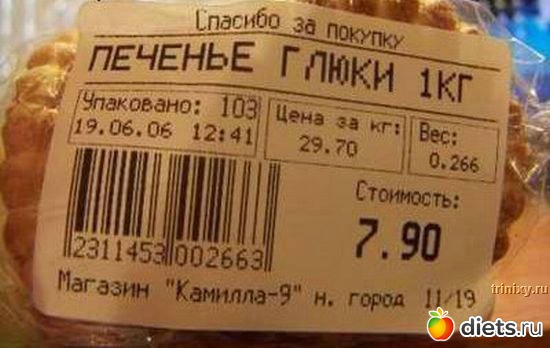 Спасибо за покупку
ПЕЧЕНЬЕ ГЛЮКИ 1КГ
Упаковано: 103
19.06.06 12:41
Цена за кг:
29.70
Вес:
0.266
Стоимость:
7.90
2311453 002663
Магазин "Камилла-9" н. город 11/19
trinixy.ru
diets.ru